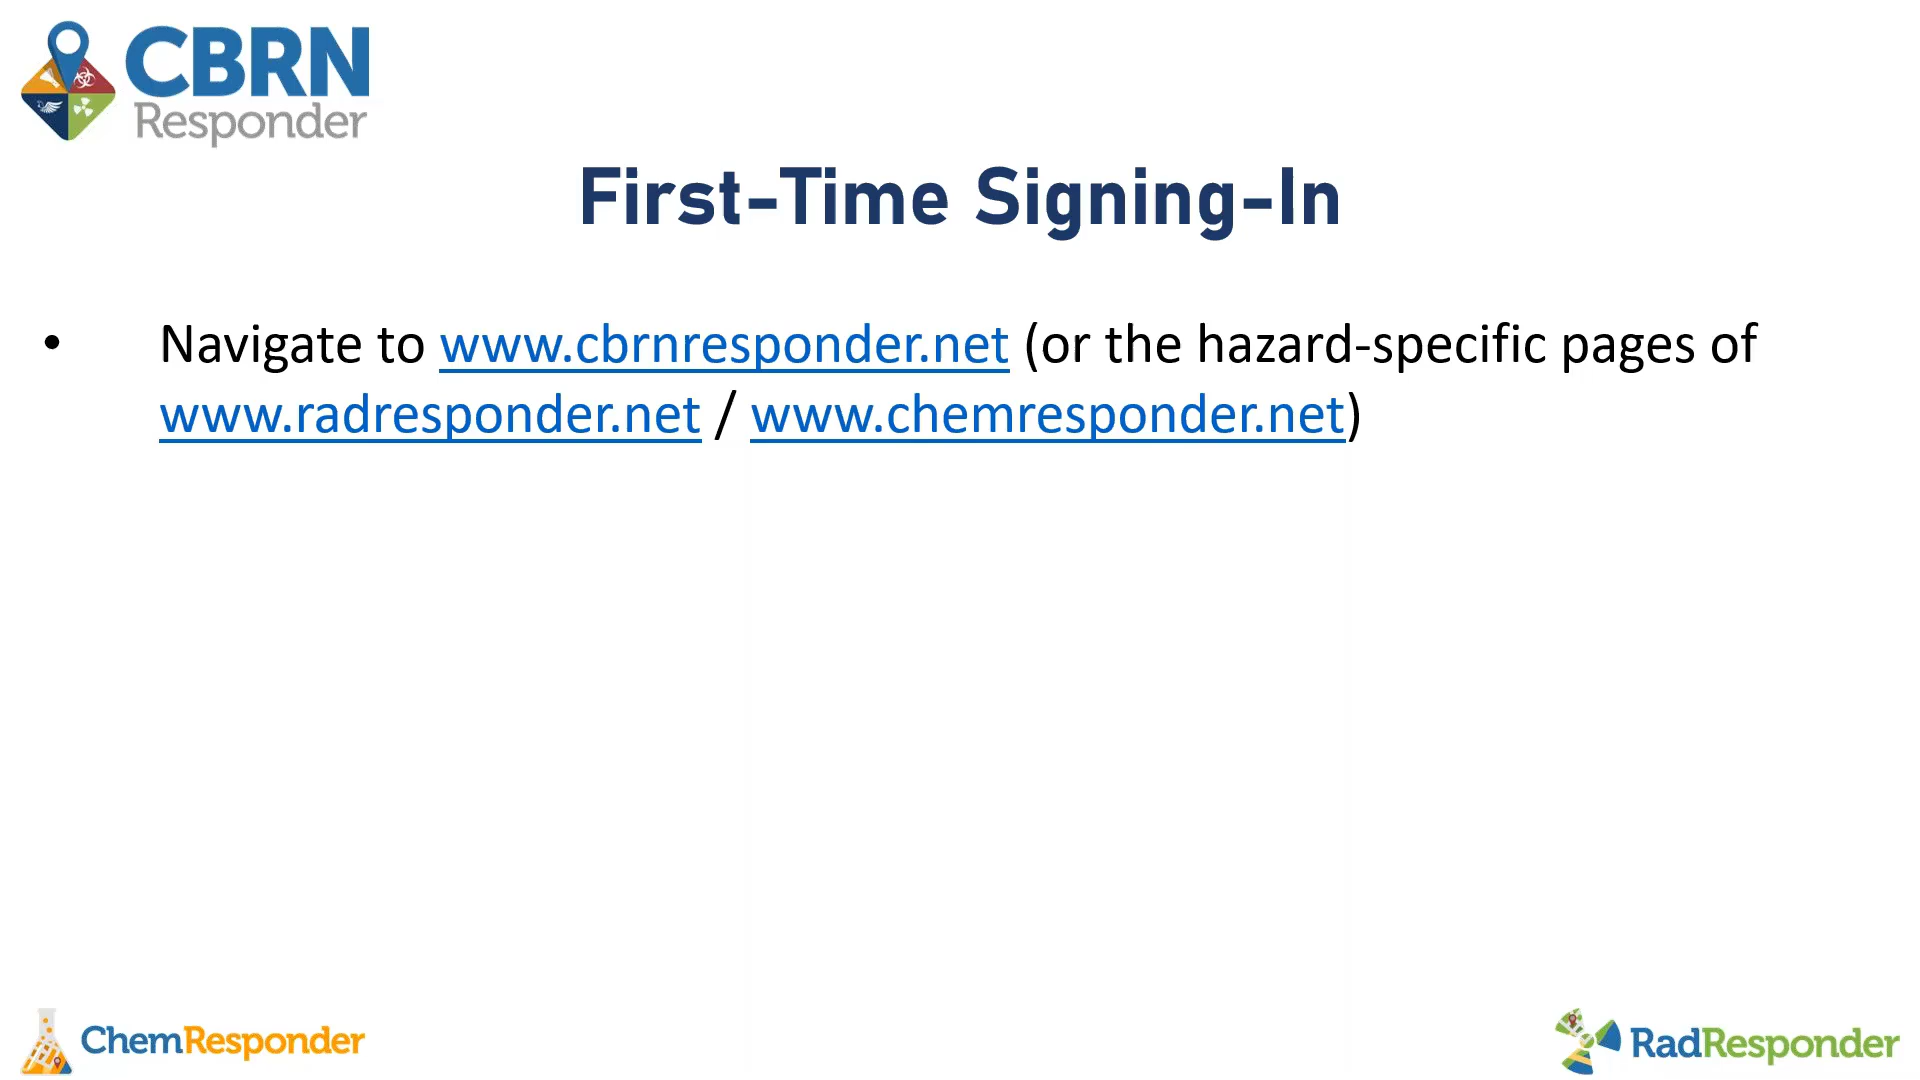 CBRN
Responder
First-Time Signing-In
• Navigate to www.cbrnresponder.net (or the hazard-specific pages of
www.radresponder.net / www.chemresponder.net)
ChemResponder
RadResponder